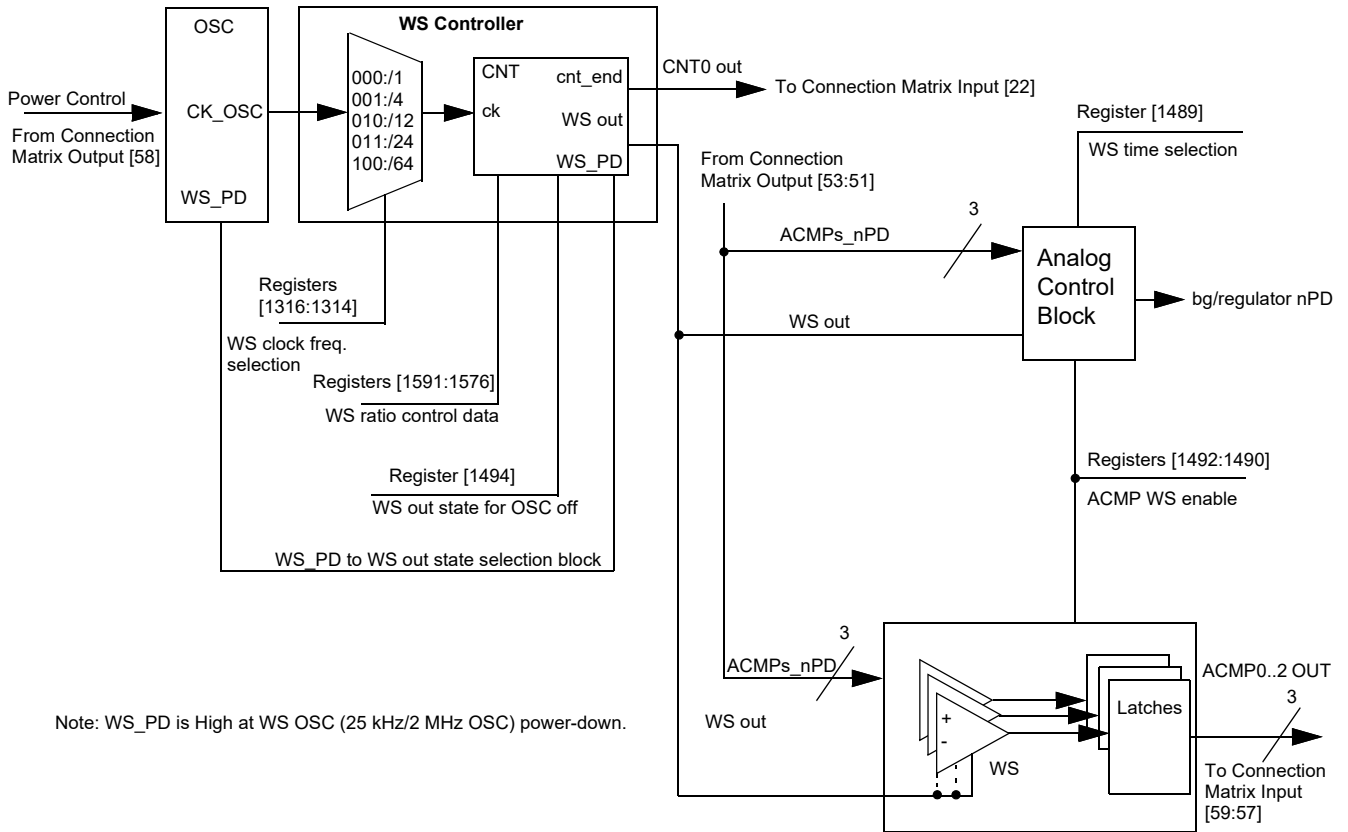 OSC
WS Controller
Power Control
From Connection
Matrix Output [58]
CK_OSC
WS_PD
000:/1
001:/4
010:/12
011:/24
100:/64
CNT
ck
cnt_end
WS out
WS_PD
CNT0 out
To Connection Matrix Input [22]
Registers
[1316:1314]
WS clock freq.
selection
Registers [1591:1576]
WS ratio control data
Register [1494]
WS out state for OSC off
WS_PD to WS out state selection block
From Connection
Matrix Output [53:51]
ACMPs_nPD
3
WS out
Register [1489]
WS time selection
Analog
Control
Block
bg/regulator nPD
Registers [1492:1490]
ACMP WS enable
ACMPs_nPD
3
WS out
+
-
WS
Latches
ACMP0..2 OUT
3
To Connection
Matrix Input
[59:57]
Note: WS_PD is High at WS OSC (25 kHz/2 MHz OSC) power-down.